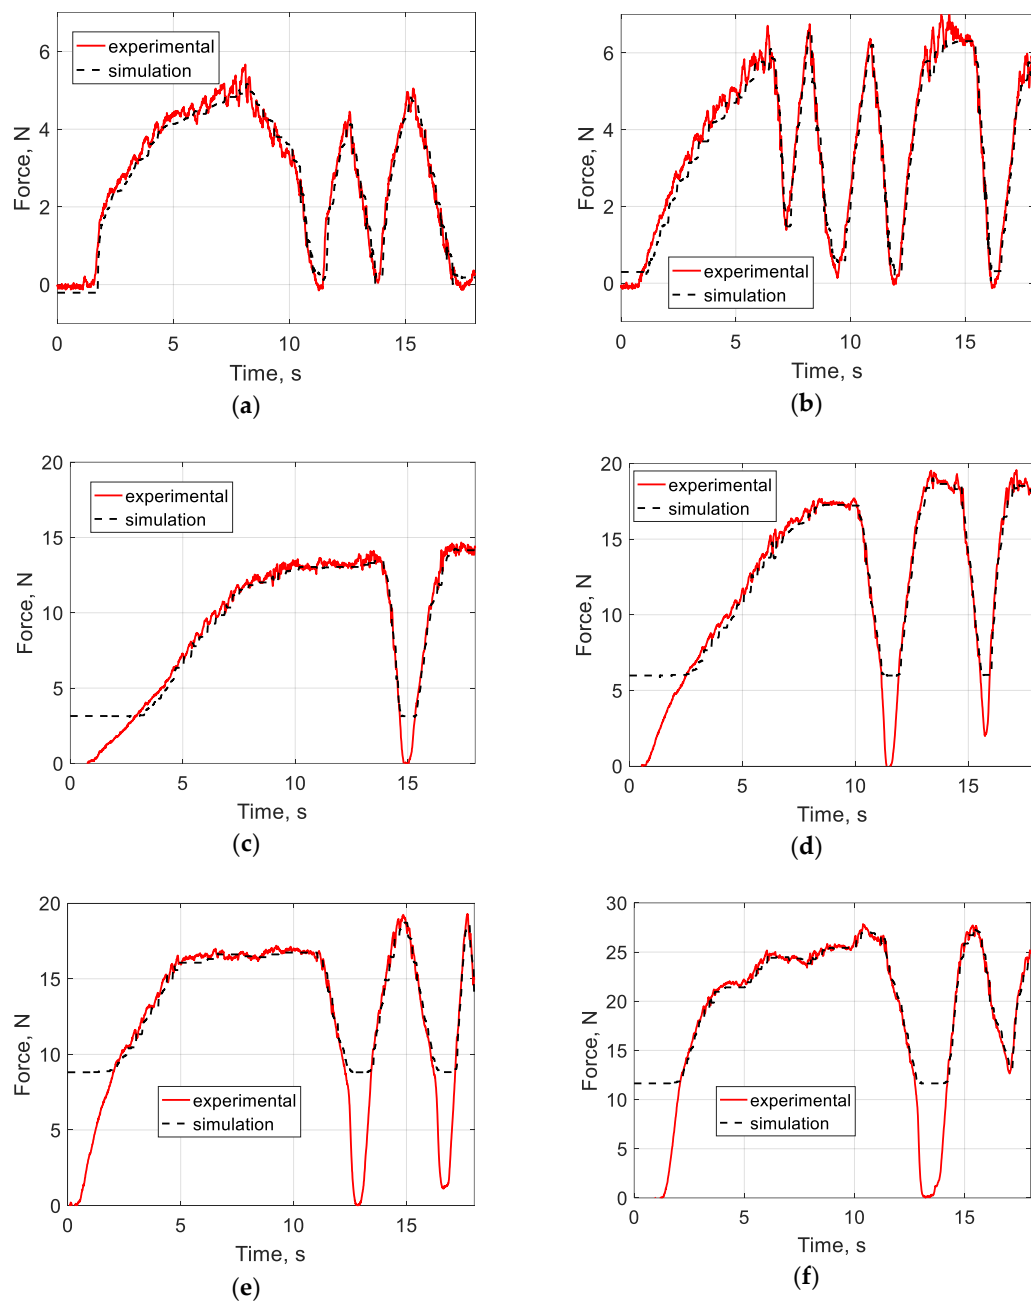 experimental
simulation
Force, N
6
4
2
0
0 5 10 15
Time, s
(a)
6
4
2
0
Force, N
experimental
simulation
0 5 10 15
Time, s
(b)
20
15
10
5
0
Force, N
experimental
simulation
0 5 10 15
Time, s
(c)
20
15
10
5
0
Force, N
experimental
simulation
0 5 10 15
Time, s
(d)
20
15
10
5
0
Force, N
experimental
simulation
0 5 10 15
Time, s
(e)
30
25
20
15
10
5
0
Force, N
experimental
simulation
0 5 10 15
Time, s
(f)